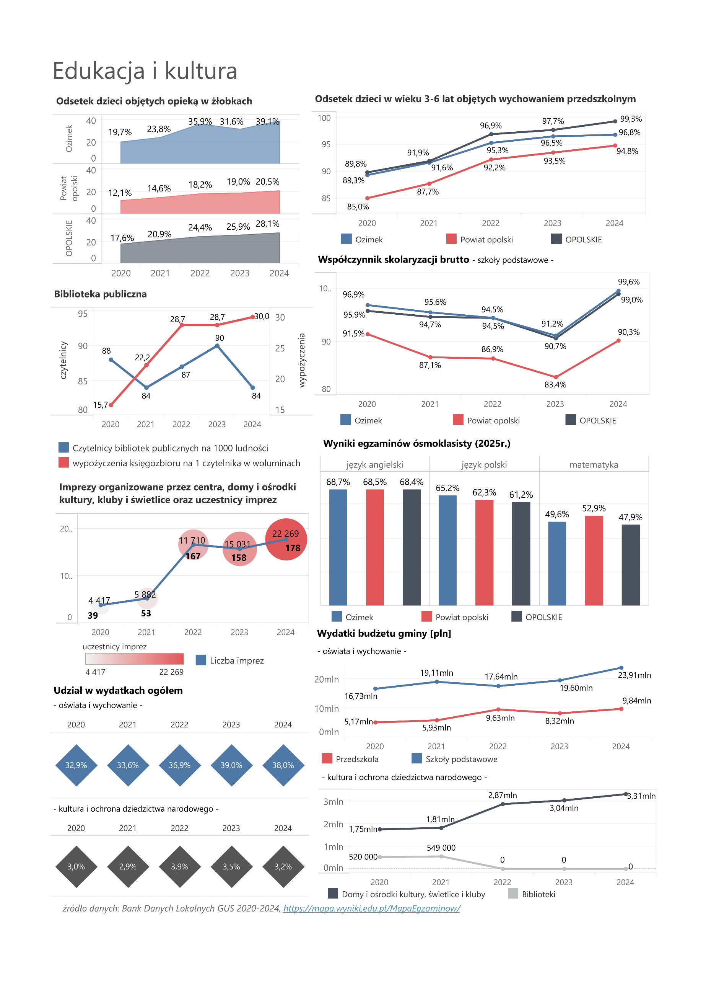 Edukacja i kultura
Odsetek dzieci objętych opieką w żłobkach
Ozimek
40
20
0
19,7%
23,8%
35,9%
31,6%
39,1%
Powiat
opolski
40
20
0
12,1%
14,6%
18,2%
19,0%
20,5%
OPOLSKIE
40
20
0
17,6%
20,9%
24,4%
25,9%
28,1%
2020 2021 2022 2023 2024
Odsetek dzieci w wieku 3-6 lat objętych wychowaniem przedszkolnym
100
95
90
85
89,8%
91,9%
96,9%
97,7%
99,3%
89,3%
91,6%
95,3%
96,5%
96,8%
85,0%
87,7%
92,2%
93,5%
94,8%
2020 2021 2022 2023 2024
Ozimek Powiat opolski OPOLSKIE
Współczynnik skolaryzacji brutto - szkoły podstawowe -
10..
90
80
96,9%
95,6%
94,5%
91,2%
99,6%
95,9%
94,7%
94,5%
90,7%
99,0%
91,5%
87,1%
86,9%
83,4%
90,3%
2020 2021 2022 2023 2024
Ozimek Powiat opolski OPOLSKIE
Biblioteka publiczna
czytelnicy
95
90
85
80
88
84
87
90
84
15,7
22,2
28,7
28,7
30,0
30
25
20
15
wypożyczenia
2020 2021 2022 2023 2024
Czytelnicy bibliotek publicznych na 1000 ludności
wypożyczenia księgozbioru na 1 czytelnika w woluminach
Wyniki egzaminów ósmoklasisty (2025r.)
język angielski język polski matematyka
68,7% 68,5% 68,4%
65,2% 62,3% 61,2%
49,6% 52,9% 47,9%
Ozimek Powiat opolski OPOLSKIE
Imprezy organizowane przez centra, domy i ośrodki
kultury, kluby i świetlice oraz uczestnicy imprez
20..
10..
0
4 417
39
5 882
53
11 710
167
15 031
158
22 269
178
2020 2021 2022 2023 2024
uczestnicy imprez
4 417 22 269
Liczba imprez
Wydatki budżetu gminy [pln]
- oświata i wychowanie -
20mln
10mln
0mln
16,73mln
19,11mln
17,64mln
19,60mln
23,91mln
5,17mln
5,93mln
9,63mln
8,32mln
9,84mln
2020 2021 2022 2023 2024
Przedszkola Szkoły podstawowe
- kultura i ochrona dziedzictwa narodowego -
3mln
2mln
1mln
0mln
1,75mln
1,81mln
2,87mln
3,04mln
3,31mln
520 000
549 000
0
0
0
2020 2021 2022 2023 2024
Domy i ośrodki kultury, świetlice i kluby Biblioteki
Udział w wydatkach ogółem
- oświata i wychowanie -
2020 2021 2022 2023 2024
32,9% 33,6% 36,9% 39,0% 38,0%
- kultura i ochrona dziedzictwa narodowego -
2020 2021 2022 2023 2024
3,0% 2,9% 3,9% 3,5% 3,2%
źródło danych: Bank Danych Lokalnych GUS 2020-2024, https://mapa.wyniki.edu.pl/MapaEgzaminow/